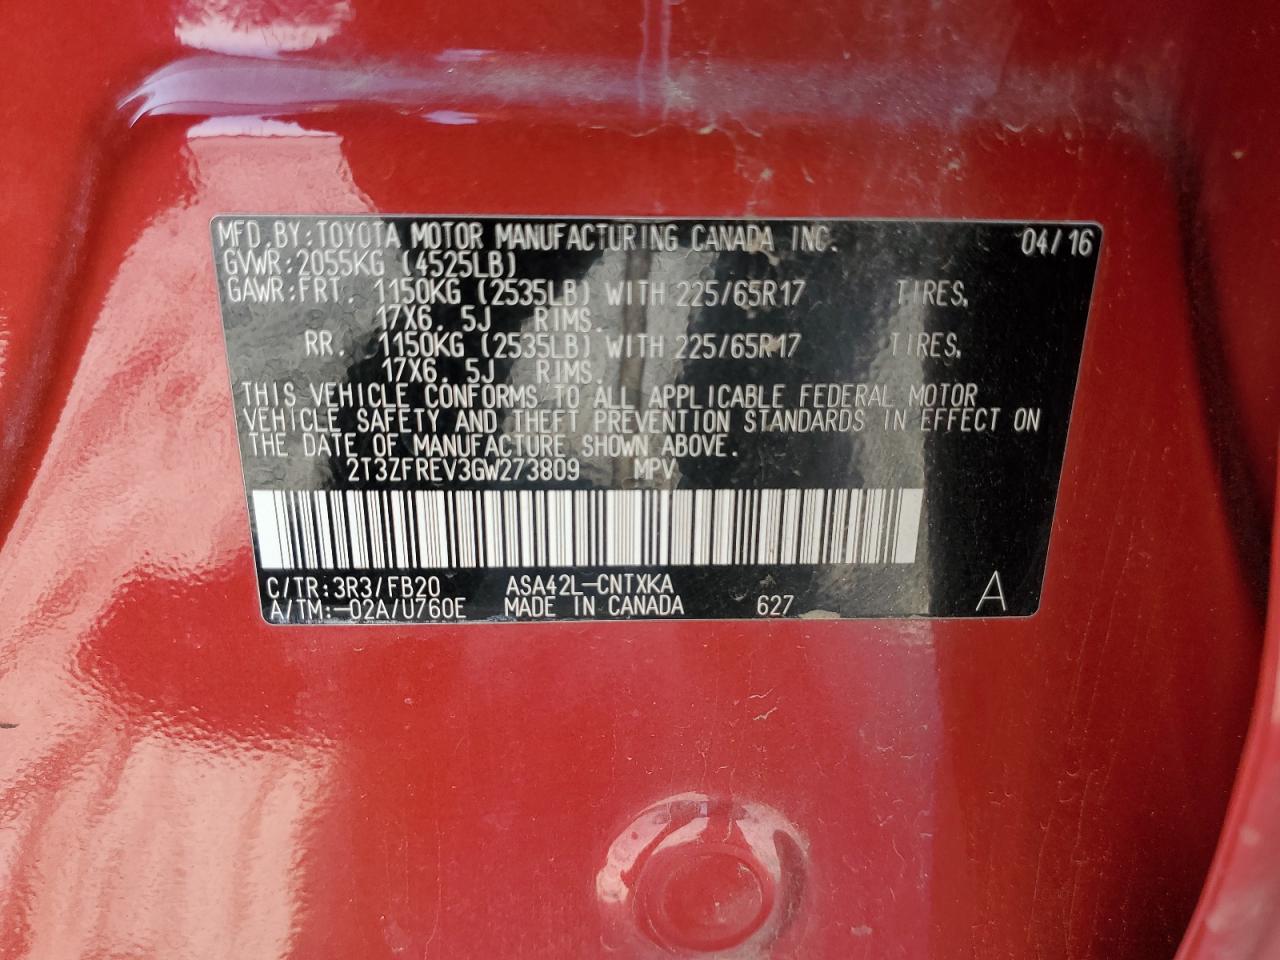 MFD.BY:TOYOTA MOTOR MANUFACTURING CANADA INC. 04/16
GVWR:2055KG (4525LB)
GAWR:FRT. 1150KG (2535LB) WITH 225/65R17 TIRES,
17X6.5J RIMS.
RR. 1150KG (2535LB) WITH 225/65R17 TIRES,
17X6.5J RIMS.
THIS VEHICLE CONFORMS TO ALL APPLICABLE FEDERAL MOTOR
VEHICLE SAFETY AND THEFT PREVENTION STANDARDS IN EFFECT ON
THE DATE OF MANUFACTURE SHOWN ABOVE.
2T3ZFREV3GW273809 MPV
C/TR:3R3/FB20 ASA42L-CNTXKA
A/TM:-02A/U760E MADE IN CANADA 627 A